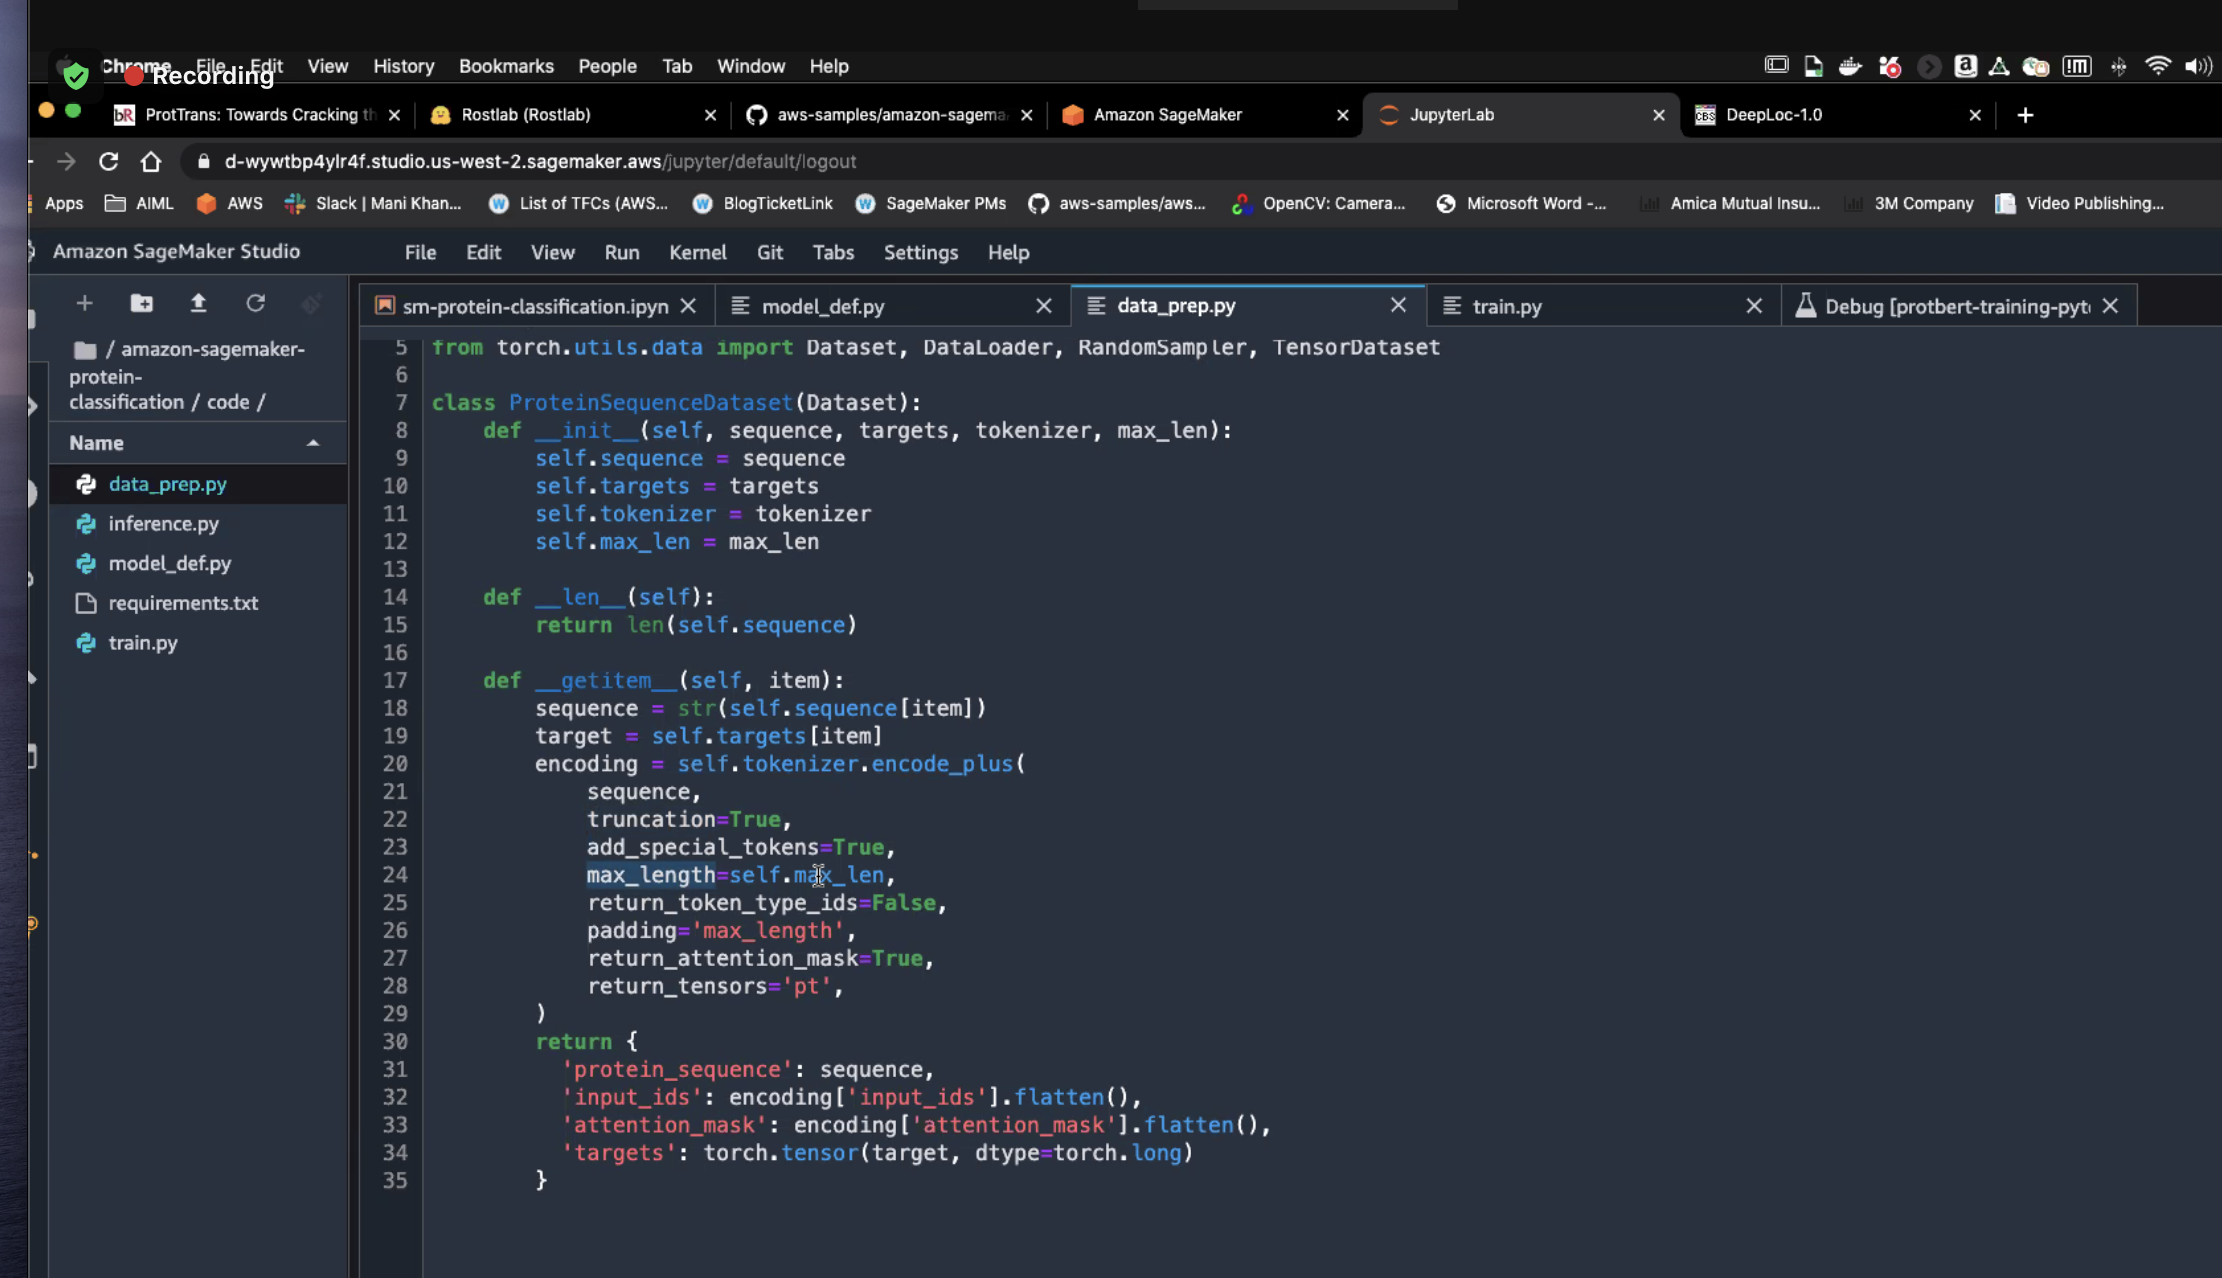 Chrome File Edit View History Bookmarks People Tab Window Help
Recording
ProtTrans: Towards Cracking th
Rostlab (Rostlab)
aws-samples/amazon-sagema
Amazon SageMaker
JupyterLab
CBS DeepLoc-1.0
d-wywtbp4ylr4f.studio.us-west-2.sagemaker.aws/jupyter/default/logout
Apps AIML AWS Slack | Mani Khan... List of TFCs (AWS... BlogTicketLink SageMaker PMs aws-samples/aws... OpenCV: Camera... Microsoft Word -... Amica Mutual Insu... 3M Company Video Publishing...
Amazon SageMaker Studio
File Edit View Run Kernel Git Tabs Settings Help
sm-protein-classification.ipyn
model_def.py
data_prep.py
train.py
Debug [protbert-training-pyt
/ amazon-sagemaker-
protein-
classification / code /
Name
data_prep.py
inference.py
model_def.py
requirements.txt
train.py
5 from torch.utils.data import Dataset, DataLoader, RandomSampler, TensorDataset
6
7 class ProteinSequenceDataset(Dataset):
8 def __init__(self, sequence, targets, tokenizer, max_len):
9 self.sequence = sequence
10 self.targets = targets
11 self.tokenizer = tokenizer
12 self.max_len = max_len
13
14 def __len__(self):
15 return len(self.sequence)
16
17 def __getitem__(self, item):
18 sequence = str(self.sequence[item])
19 target = self.targets[item]
20 encoding = self.tokenizer.encode_plus(
21 sequence,
22 truncation=True,
23 add_special_tokens=True,
24 max_length=self.max_len,
25 return_token_type_ids=False,
26 padding='max_length',
27 return_attention_mask=True,
28 return_tensors='pt',
29 )
30 return {
31 'protein_sequence': sequence,
32 'input_ids': encoding['input_ids'].flatten(),
33 'attention_mask': encoding['attention_mask'].flatten(),
34 'targets': torch.tensor(target, dtype=torch.long)
35 }